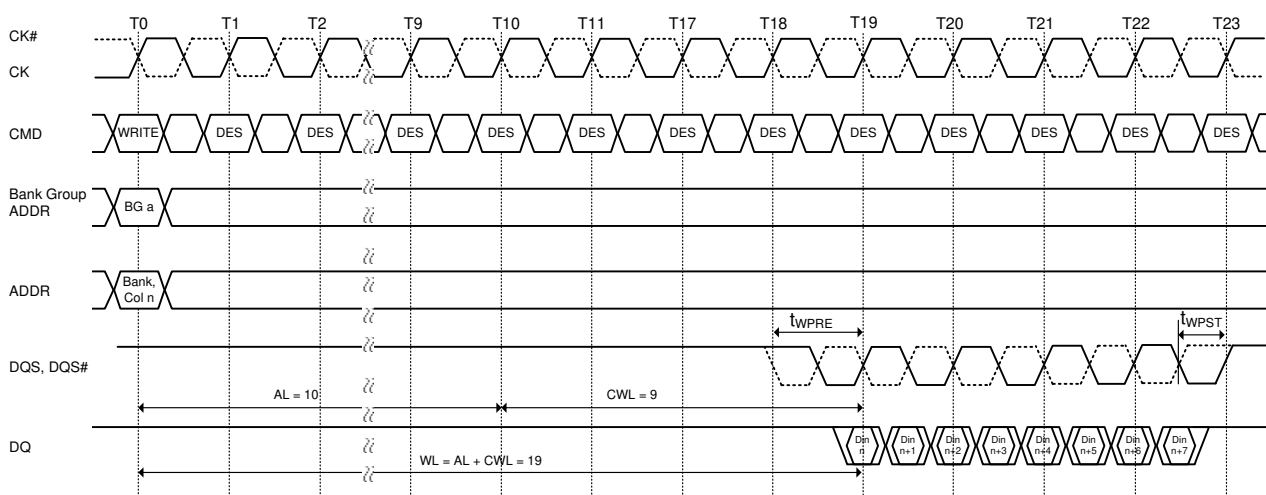 T0 T1 T2 T9 T10 T11 T17 T18 T19 T20 T21 T22 T23
CK#
CK
CMD WRITE DES DES DES DES DES DES DES DES DES DES DES DES
Bank Group
ADDR
BG a
ADDR
Bank,
Col n
tWPRE tWPST
DQS, DQS#
AL = 10 CWL = 9
DQ
Din
n
Din
n+1
Din
n+2
Din
n+3
Din
n+4
Din
n+5
Din
n+6
Din
n+7
WL = AL + CWL = 19